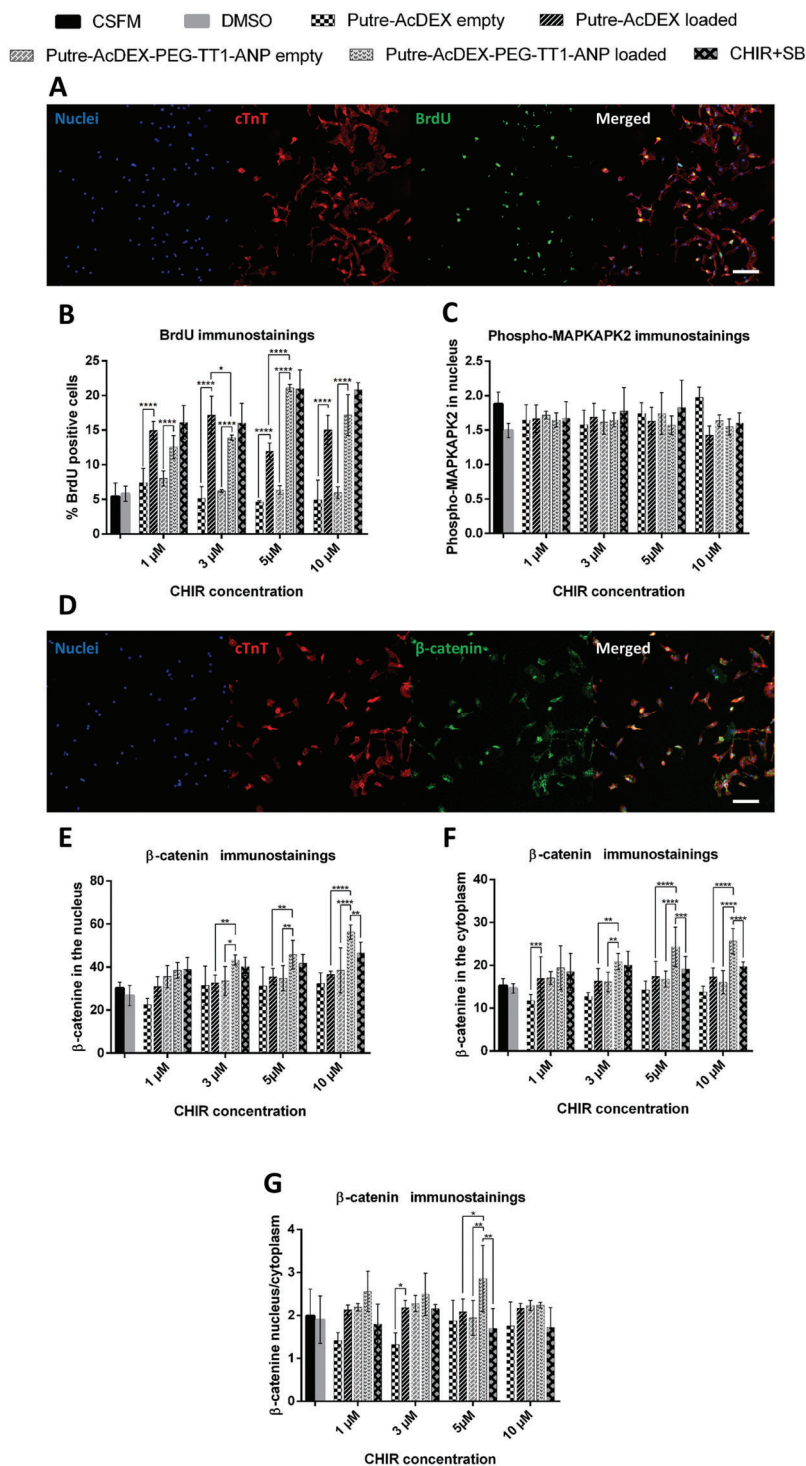 CSFM DMSO Putre-AcDEX empty Putre-AcDEX loaded
Putre-AcDEX-PEG-TT1-ANP empty Putre-AcDEX-PEG-TT1-ANP loaded CHIR+SB
A
Nuclei cTnT BrdU Merged
B
BrdU immunostainings
% BrdU positive cells
25
20
15
10
5
0
**** **** **** * **** **** **** **** **** ****
1 µM 3 µM 5µM 10 µM
CHIR concentration
C
Phospho-MAPKAPK2 immunostainings
Phospho-MAPKAPK2 in nucleus
2.5
2.0
1.5
1.0
0.5
0.0
1 µM 3 µM 5µM 10 µM
CHIR concentration
D
Nuclei cTnT β-catenin Merged
E
β-catenin immunostainings
β-catenine in the nucleus
80
60
40
20
0
** * ** ** **** **** **
1 µM 3 µM 5µM 10 µM
CHIR concentration
F
β-catenin immunostainings
β-catenine in the cytoplasm
40
30
20
10
0
*** ** ** **** **** *** **** **** ****
1 µM 3 µM 5µM 10 µM
CHIR concentration
G
β-catenin immunostainings
β-catenine nucleus/cytoplasm
4
3
2
1
0
* * ** **
1 µM 3 µM 5µM 10 µM
CHIR concentration